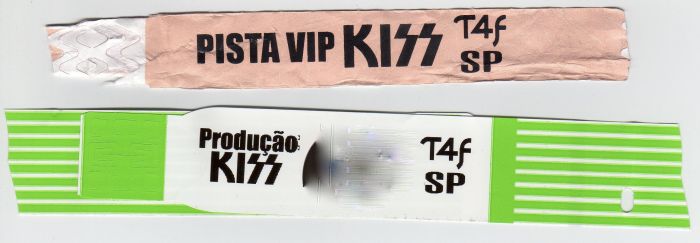 PISTA VIP KISS T4f
SP
Produção
KISS
T4f
SP